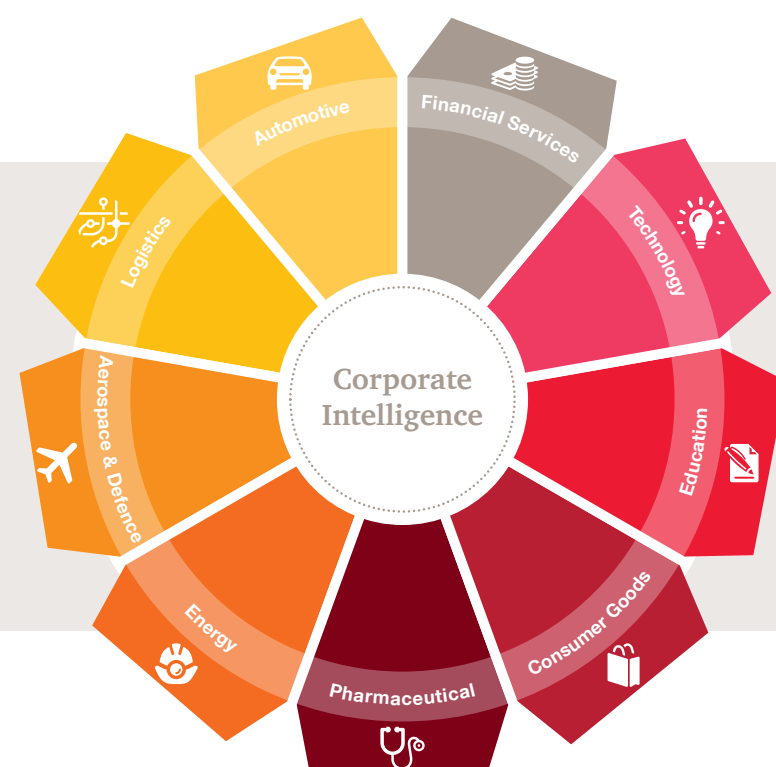 Corporate
Intelligence
Financial Services
Technology
Education
Consumer Goods
Pharmaceutical
Energy
Aerospace & Defence
Logistics
Automotive